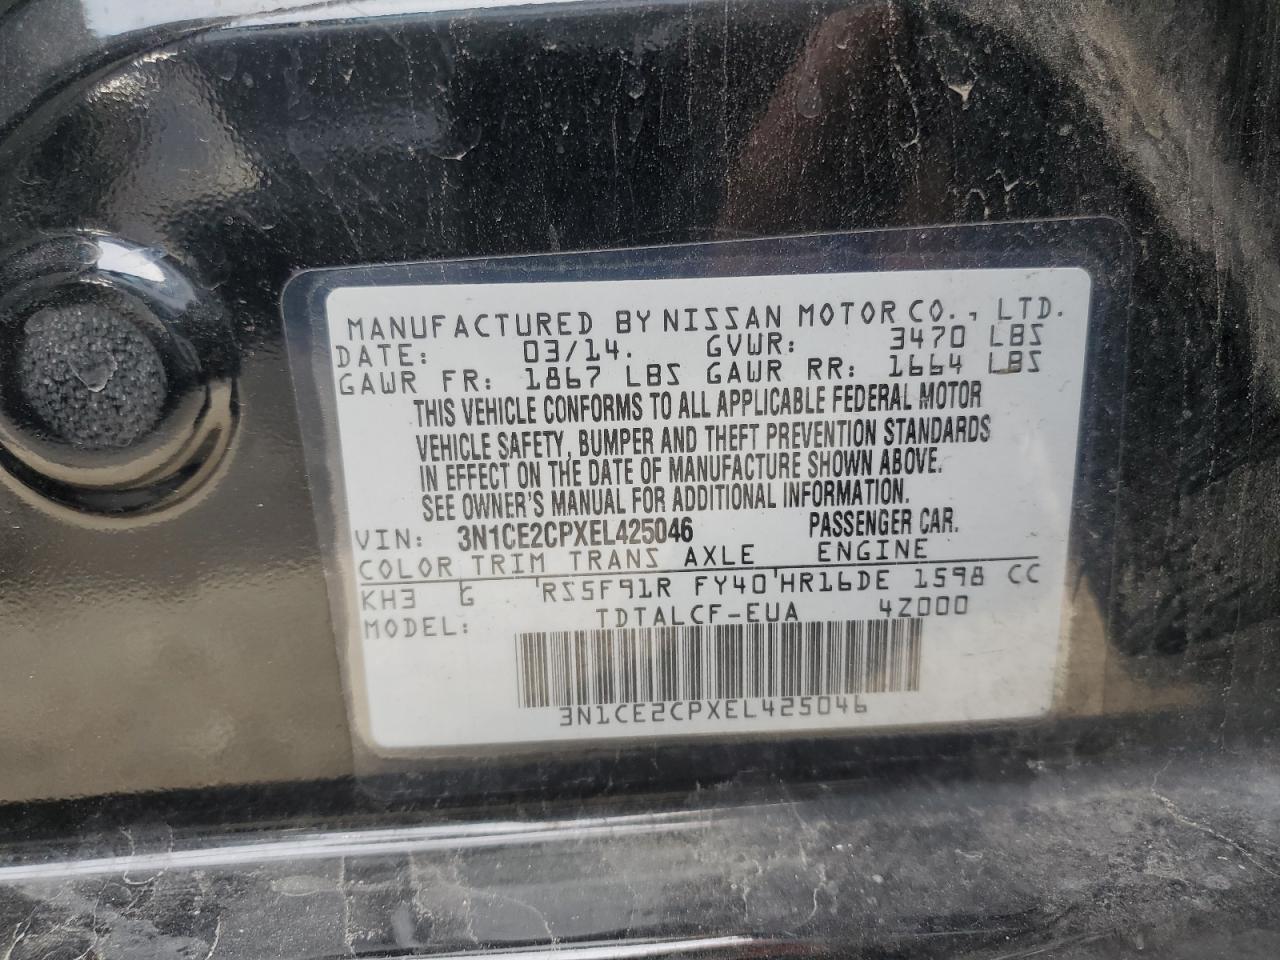 MANUFACTURED BY NISSAN MOTOR CO., LTD.
DATE: 03/14. GVWR: 3470 LBS
GAWR FR: 1867 LBS GAWR RR: 1664 LBS
THIS VEHICLE CONFORMS TO ALL APPLICABLE FEDERAL MOTOR
VEHICLE SAFETY, BUMPER AND THEFT PREVENTION STANDARDS
IN EFFECT ON THE DATE OF MANUFACTURE SHOWN ABOVE.
SEE OWNER'S MANUAL FOR ADDITIONAL INFORMATION.
VIN: 3N1CE2CPXEL425046 PASSENGER CAR.
COLOR TRIM TRANS AXLE ENGINE
KH3 G RS5F91R FY40 HR16DE 1598 CC
MODEL: TDTALCF-EUA 4Z000
3N1CE2CPXEL425046